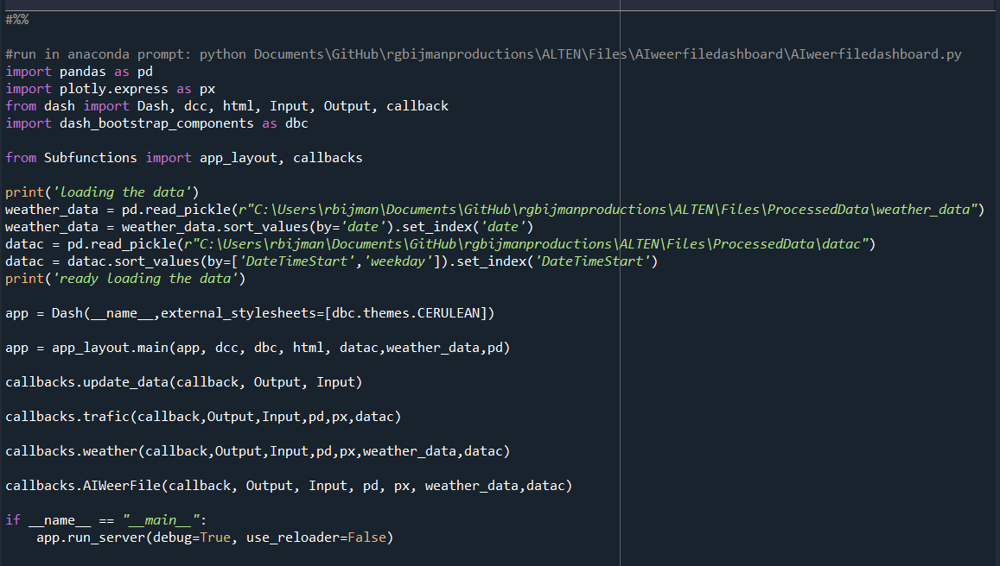 #%%
#run in anaconda prompt: python Documents\GitHub\rgbijmanproductions\ALTEN\Files\AIweerfiledashboard\AIweerfiledashboard.py
import pandas as pd
import plotly.express as px
from dash import Dash, dcc, html, Input, Output, callback
import dash_bootstrap_components as dbc
from Subfunctions import app_layout, callbacks
print('loading the data')
weather_data = pd.read_pickle(r"C:\Users\rbijman\Documents\GitHub\rgbijmanproductions\ALTEN\Files\ProcessedData\weather_data")
weather_data = weather_data.sort_values(by='date').set_index('date')
datac = pd.read_pickle(r"C:\Users\rbijman\Documents\GitHub\rgbijmanproductions\ALTEN\Files\ProcessedData\datac")
datac = datac.sort_values(by=['DateTimeStart','weekday']).set_index('DateTimeStart')
print('ready loading the data')
app = Dash(__name__,external_stylesheets=[dbc.themes.CERULEAN])
app = app_layout.main(app, dcc, dbc, html, datac,weather_data,pd)
callbacks.update_data(callback, Output, Input)
callbacks.trafic(callback,Output,Input,pd,px,datac)
callbacks.weather(callback,Output,Input,pd,px,weather_data,datac)
callbacks.AIWeerFile(callback, Output, Input, pd, px, weather_data,datac)
if __name__ == "__main__":
    app.run_server(debug=True, use_reloader=False)